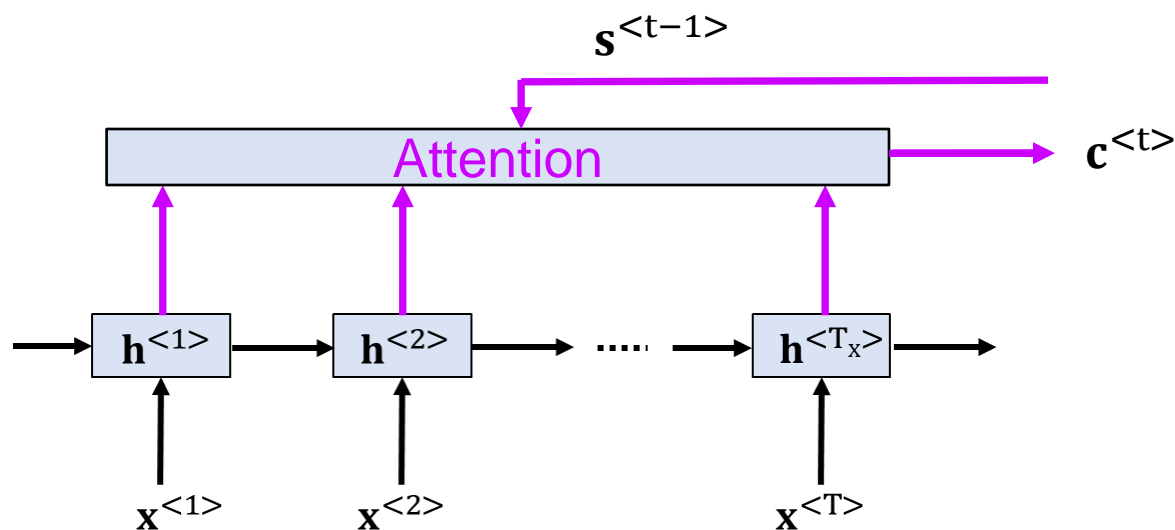 s<t−1>
Attention
c<t>
h<1> h<2> h<Tx>
x<1> x<2> x<T>